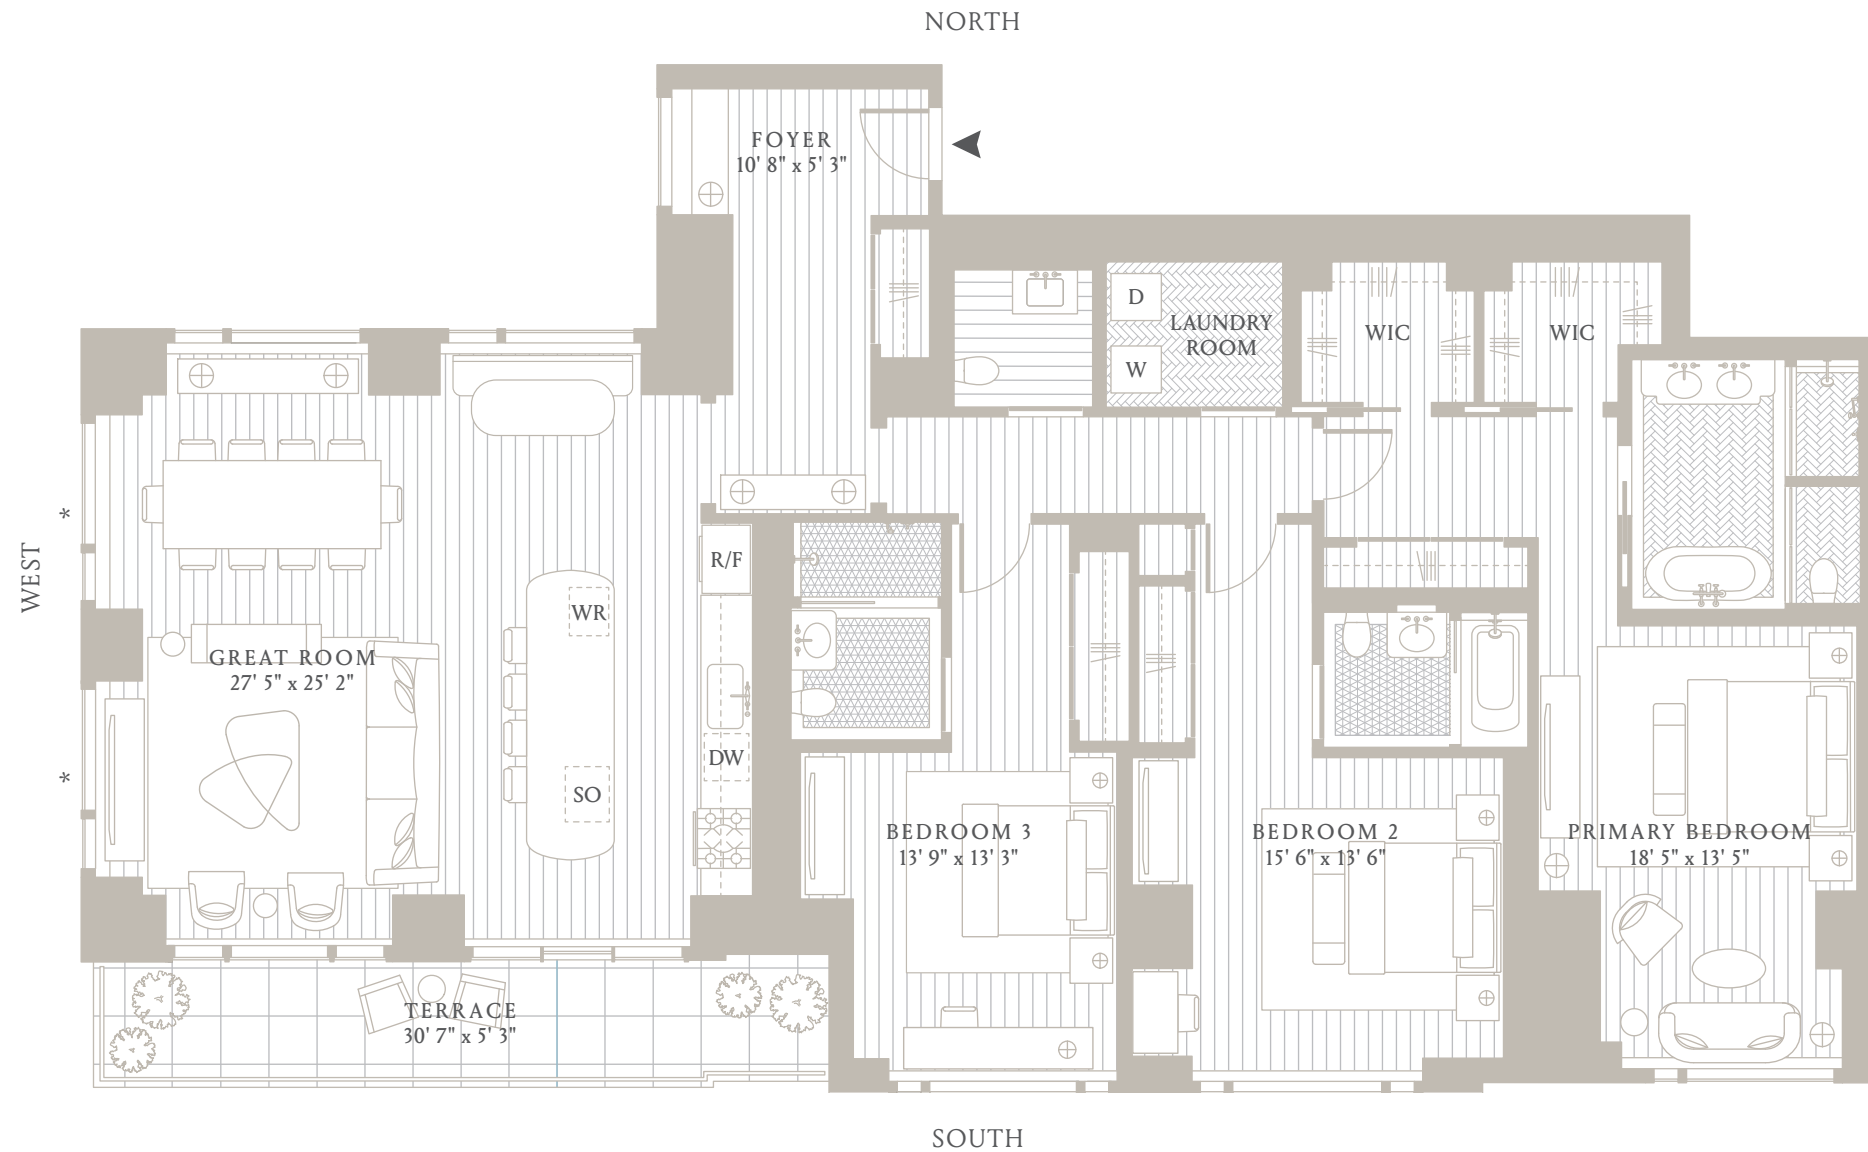 NORTH
FOYER
10' 8" x 5' 3"
D
LAUNDRY
ROOM
W
WIC
WIC
*
WEST
R/F
WR
GREAT ROOM
27' 5" x 25' 2"
DW
*
SO
BEDROOM 3
13' 9" x 13' 3"
BEDROOM 2
15' 6" x 13' 6"
PRIMARY BEDROOM
18' 5" x 13' 5"
TERRACE
30' 7" x 5' 3"
SOUTH